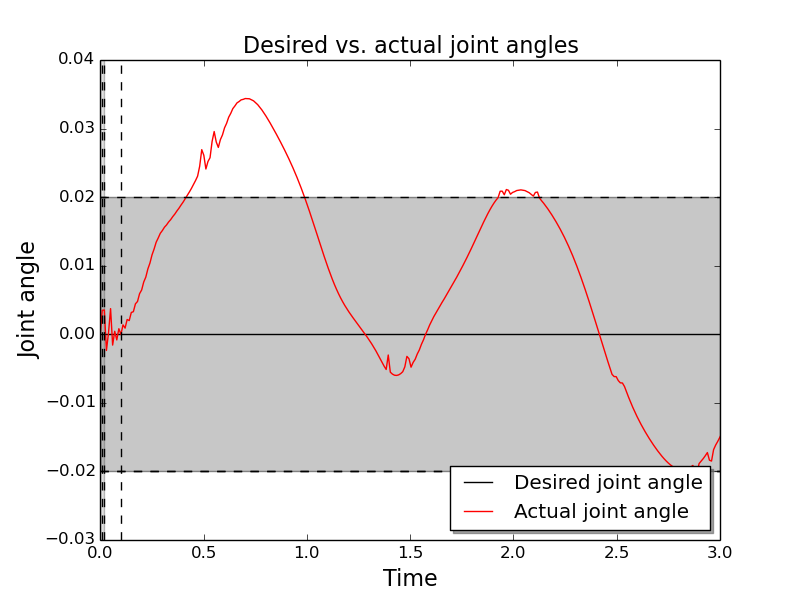 Desired vs. actual joint angles
0.04
0.03
0.02
0.01
0.00
−0.01
−0.02
−0.03
Joint angle
0.0 0.5 1.0 1.5 2.0 2.5 3.0
Time
Desired joint angle
Actual joint angle